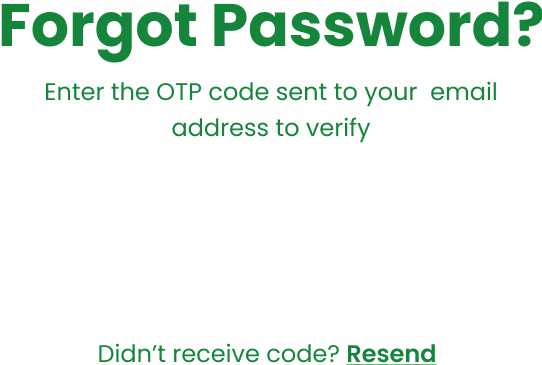 Forgot Password?
Enter the OTP code sent to your  email
address to verify
Didn’t receive code? Resend